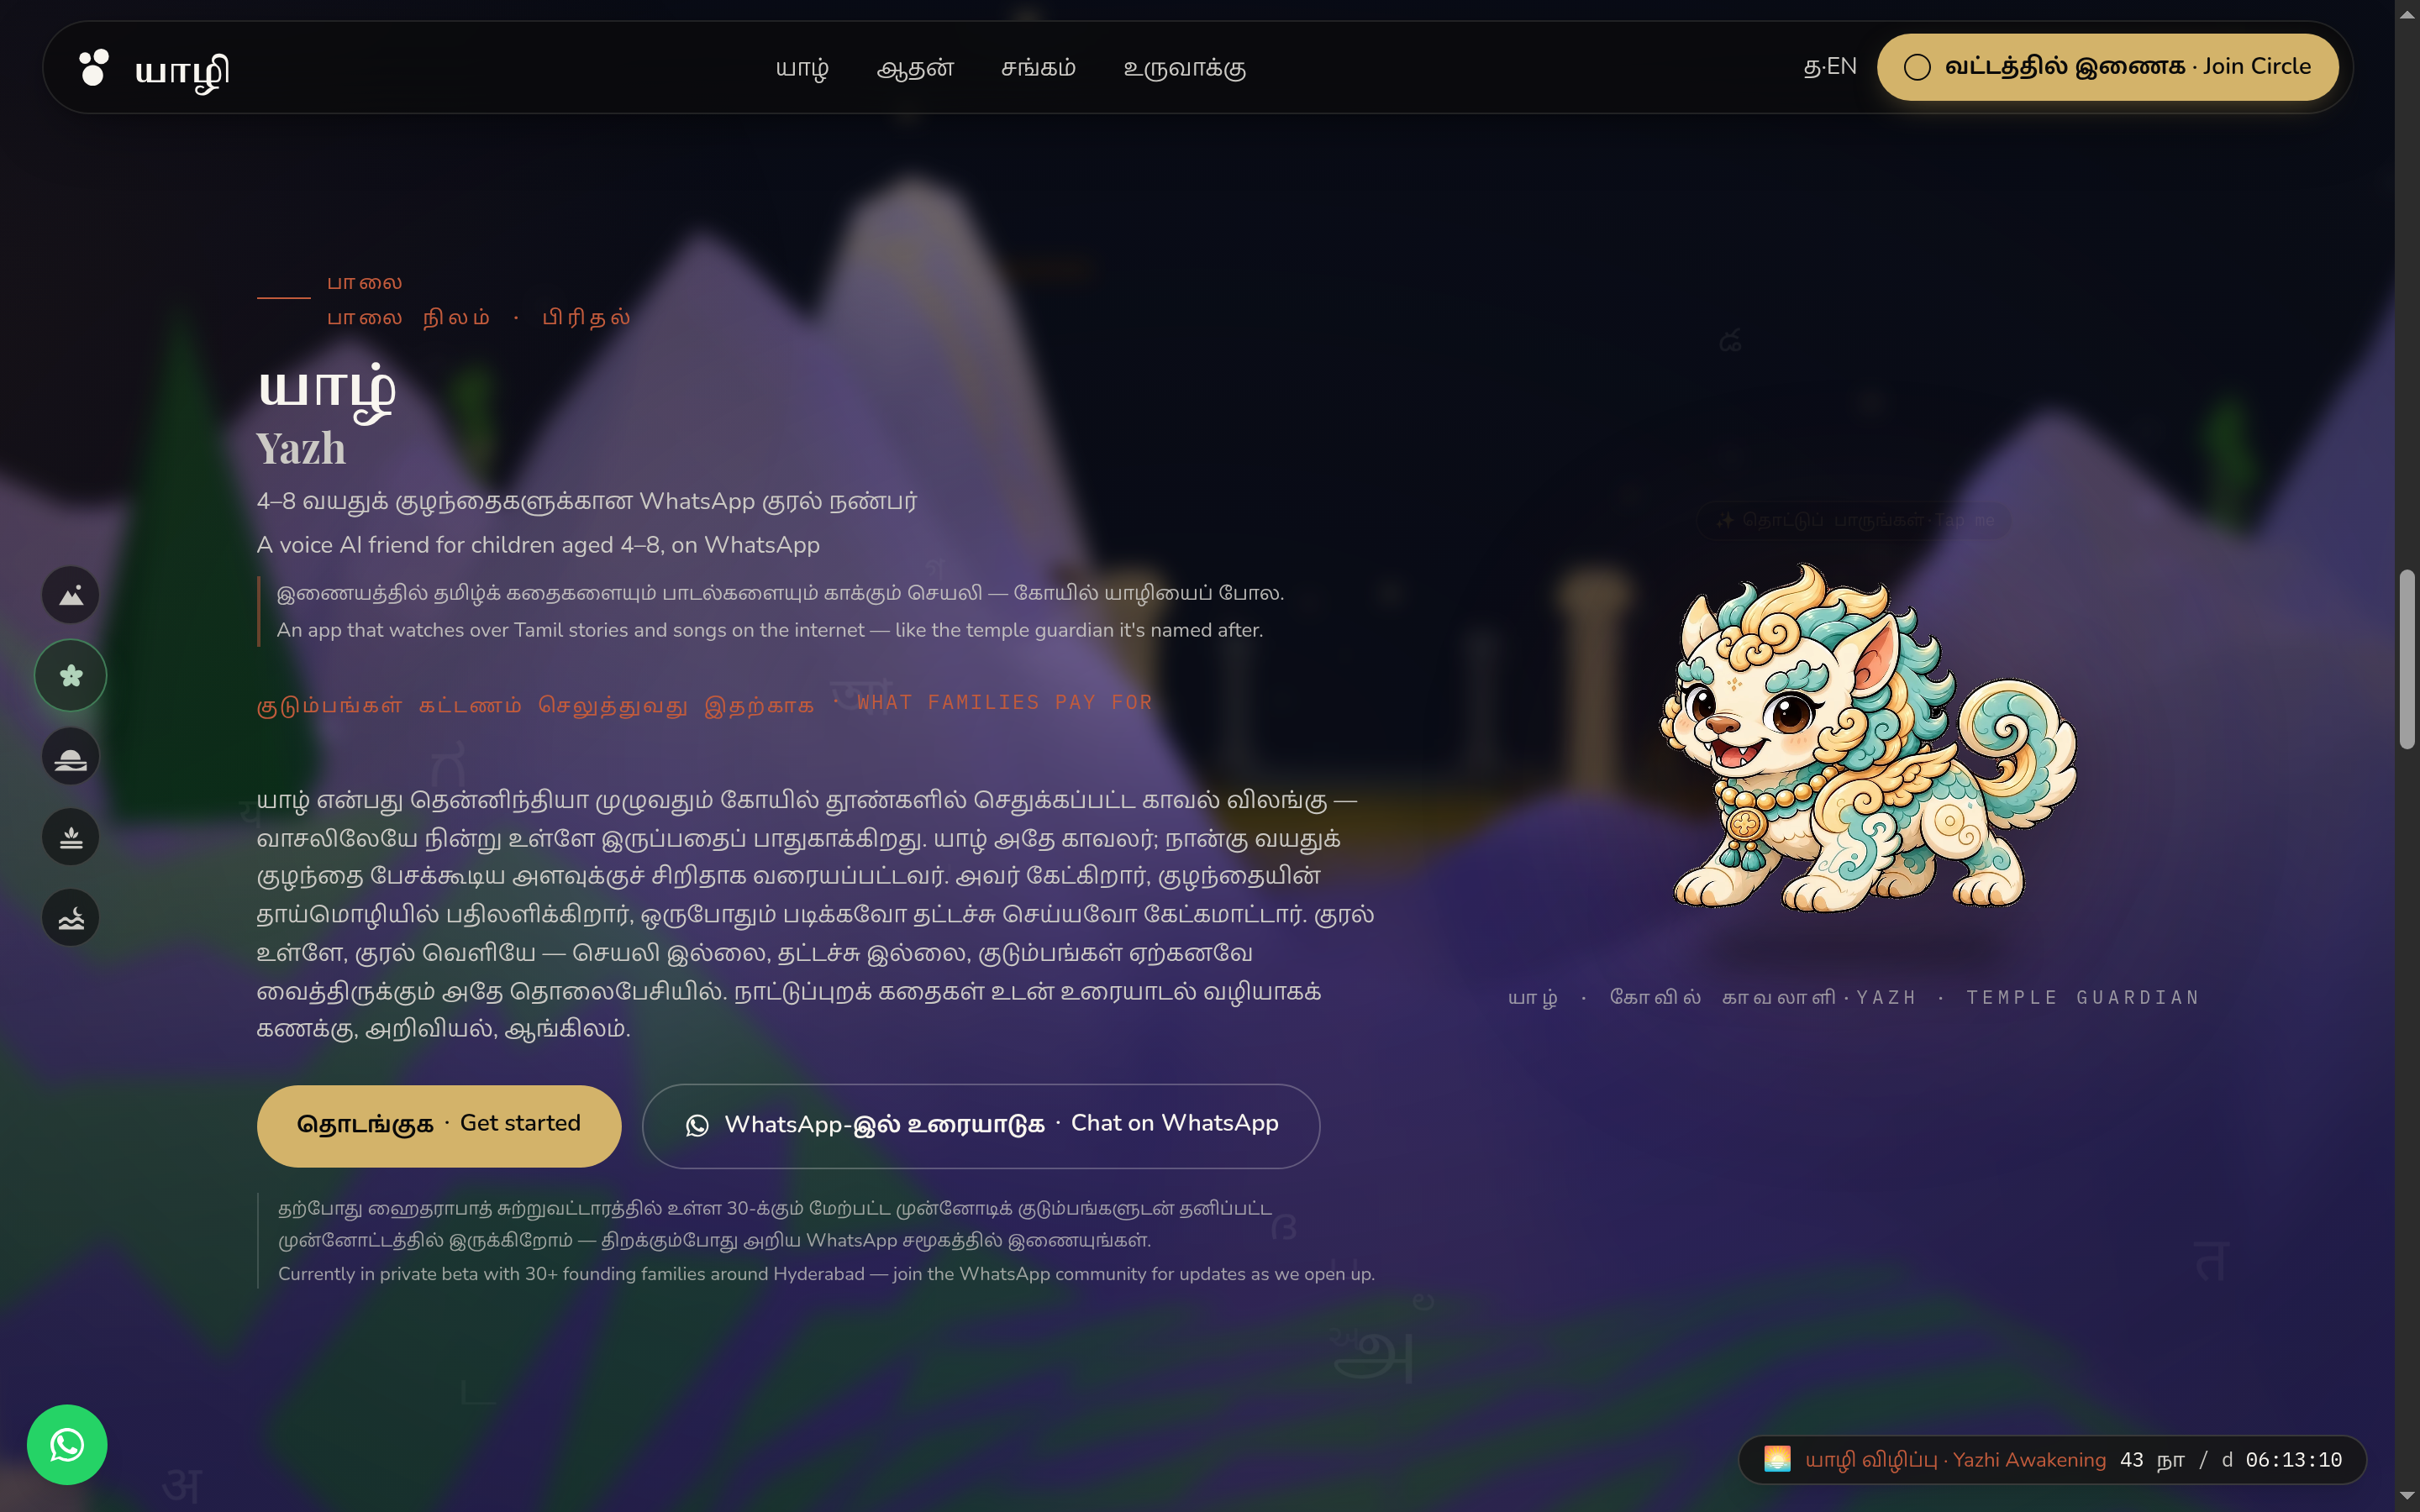 யாழி
யாழ் ஆதன் சங்கம் உருவாக்கு
த·EN
வட்டத்தில் இணைக · Join Circle
பாலை
பாலை நிலம் · பிரிதல்
யாழ்
Yazh
4–8 வயதுக் குழந்தைகளுக்கான WhatsApp குரல் நண்பர்
A voice AI friend for children aged 4–8, on WhatsApp
இணையத்தில் தமிழ்க் கதைகளையும் பாடல்களையும் காக்கும் செயலி — கோயில் யாழியைப் போல.
An app that watches over Tamil stories and songs on the internet — like the temple guardian it's named after.
குடும்பங்கள் கட்டணம் செலுத்துவது இதற்காக · WHAT FAMILIES PAY FOR
யாழ் என்பது தென்னிந்தியா முழுவதும் கோயில் தூண்களில் செதுக்கப்பட்ட காவல் விலங்கு —
வாசலிலேயே நின்று உள்ளே இருப்பதைப் பாதுகாக்கிறது. யாழ் அதே காவலர்; நான்கு வயதுக்
குழந்தை பேசக்கூடிய அளவுக்குச் சிறிதாக வரையப்பட்டவர். அவர் கேட்கிறார், குழந்தையின்
தாய்மொழியில் பதிலளிக்கிறார், ஒருபோதும் படிக்கவோ தட்டச்சு செய்யவோ கேட்கமாட்டார். குரல்
உள்ளே, குரல் வெளியே — செயலி இல்லை, தட்டச்சு இல்லை, குடும்பங்கள் ஏற்கனவே
வைத்திருக்கும் அதே தொலைபேசியில். நாட்டுப்புறக் கதைகள் உடன் உரையாடல் வழியாகக்
கணக்கு, அறிவியல், ஆங்கிலம்.
தொடங்குக · Get started
WhatsApp-இல் உரையாடுக · Chat on WhatsApp
தற்போது ஹைதராபாத் சுற்றுவட்டாரத்தில் உள்ள 30-க்கும் மேற்பட்ட முன்னோடிக் குடும்பங்களுடன் தனிப்பட்ட
முன்னோட்டத்தில் இருக்கிறோம் — திறக்கும்போது அறிய WhatsApp சமூகத்தில் இணையுங்கள்.
Currently in private beta with 30+ founding families around Hyderabad — join the WhatsApp community for updates as we open up.
✨ தொட்டுப் பாருங்கள்·Tap me
யாழ் · கோவில் காவலாளி·YAZH · TEMPLE GUARDIAN
யாழி விழிப்பு · Yazhi Awakening 43 நா / d 06:13:10
அ
த
अ